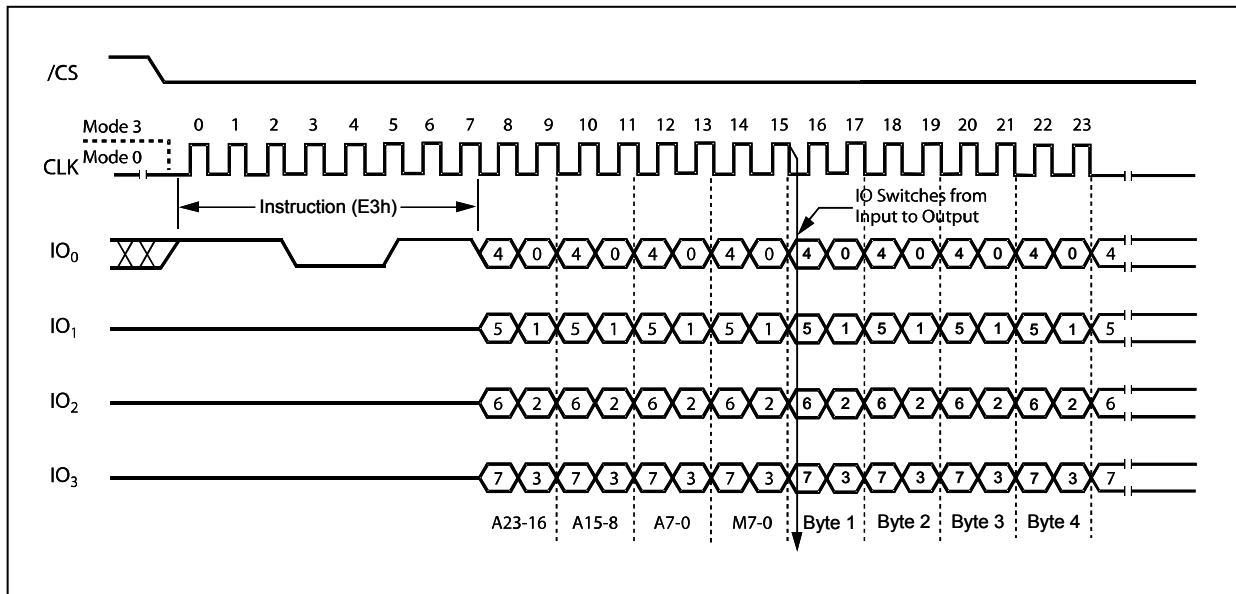 /CS
Mode 3
0 1 2 3 4 5 6 7 8 9 10 11 12 13 14 15 16 17 18 19 20 21 22 23
Mode 0
CLK
Instruction (E3h)
IO Switches from
Input to Output
IO₀
4 0 4 0 4 0 4 0 4 0 4 0 4 0 4 0 4
IO₁
5 1 5 1 5 1 5 1 5 1 5 1 5 1 5 1 5
IO₂
6 2 6 2 6 2 6 2 6 2 6 2 6 2 6 2 6
IO₃
7 3 7 3 7 3 7 3 7 3 7 3 7 3 7 3 7
A23-16 A15-8 A7-0 M7-0 Byte 1 Byte 2 Byte 3 Byte 4